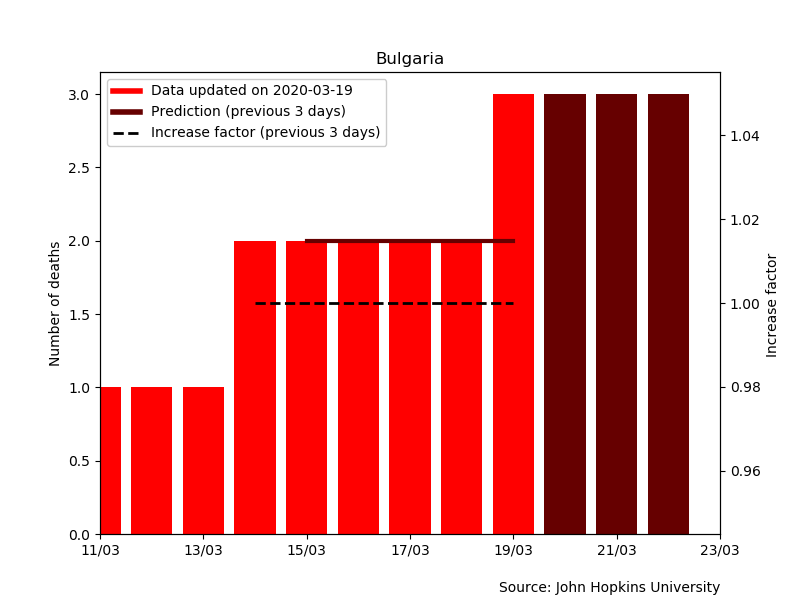 Bulgaria
Data updated on 2020-03-19
Prediction (previous 3 days)
Increase factor (previous 3 days)
Number of deaths
3.0
2.5
2.0
1.5
1.0
0.5
0.0
1.04
1.02
1.00
0.98
0.96
Increase factor
11/03 13/03 15/03 17/03 19/03 21/03 23/03
Source: John Hopkins University